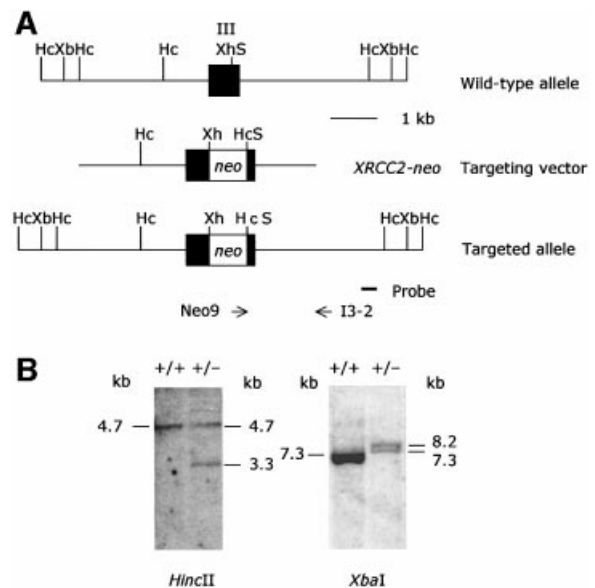 A
III
HcXbHc Hc XhS HcXbHc
Wild-type allele
1 kb
Hc Xh HcS
neo
XRCC2-neo Targeting vector
HcXbHc Hc Xh HcS HcXbHc
neo
Targeted allele
Probe
Neo9 I3-2
B
+/+ +/− +/+ +/−
kb kb kb kb
4.7 4.7 7.3 8.2
3.3 7.3
HincII XbaI